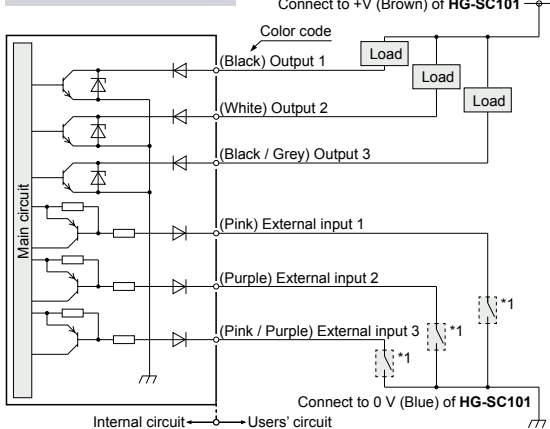 Connect to +V (Brown) of HG-SC101
Color code
(Black) Output 1
Load
(White) Output 2
Load
(Black / Grey) Output 3
Load
Main circuit
(Pink) External input 1
(Purple) External input 2
*1
(Pink / Purple) External input 3
*1
*1
Connect to 0 V (Blue) of HG-SC101
Internal circuit
Users' circuit